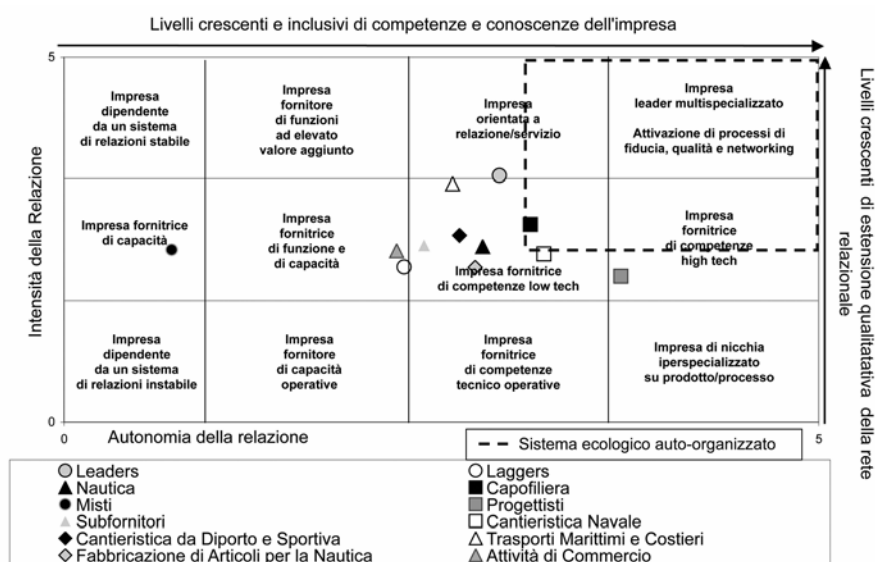 Livelli crescenti e inclusivi di competenze e conoscenze dell'impresa
5
Impresa
dipendente
da un sistema
di relazioni stabile
Impresa
fornitore
di funzioni
ad elevato
valore aggiunto
Impresa
orientata a
relazione/servizio
Impresa
leader multispecializzato
Attivazione di processi di
fiducia, qualità e networking
Impresa fornitrice
di capacità
Impresa
fornitrice
di funzione e
di capacità
Impresa fornitrice
di competenze low tech
Impresa
fornitrice
di competenze
high tech
Impresa
dipendente
da un sistema
di relazioni instabile
Impresa
fornitore
di capacità
operative
Impresa
fornitrice
di competenze
tecnico operative
Impresa di nicchia
iperspecializzato
su prodotto/processo
Intensità della Relazione
Livelli crescenti di estensione qualitatativa della rete
relazionale
0
0
Autonomia della relazione
5
Sistema ecologico auto-organizzato
Leaders
Nautica
Misti
Subfornitori
Cantieristica da Diporto e Sportiva
Fabbricazione di Articoli per la Nautica
Laggers
Capofiliera
Progettisti
Cantieristica Navale
Trasporti Marittimi e Costieri
Attività di Commercio